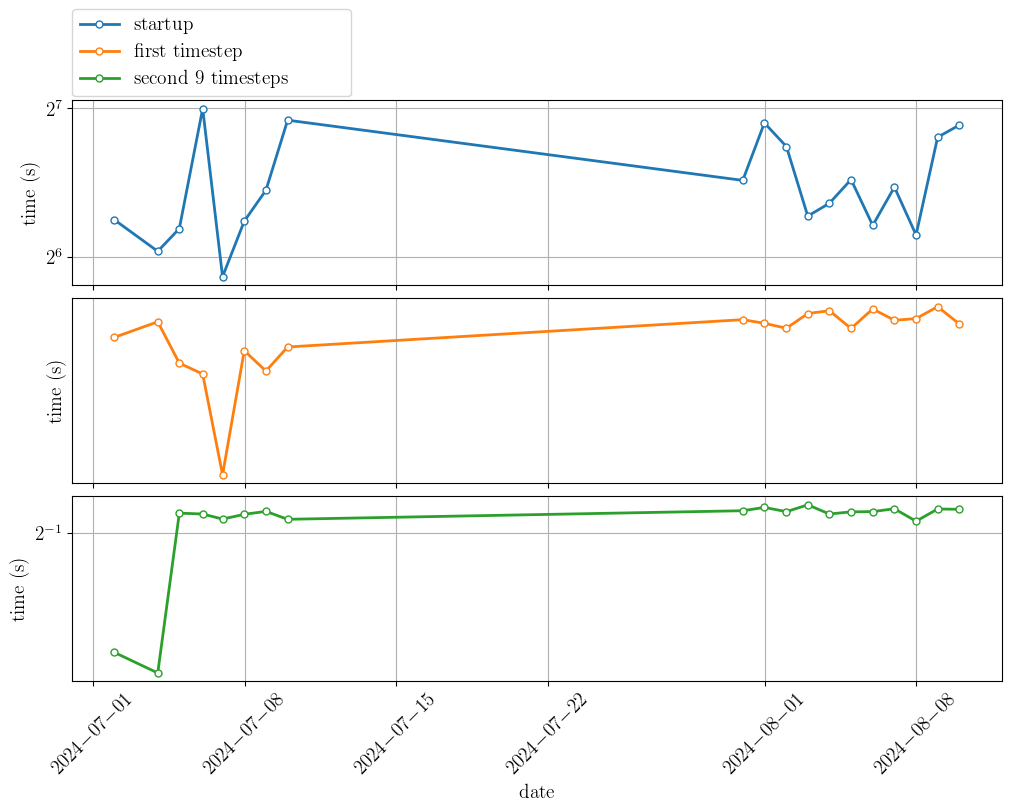 startup
first timestep
second 9 timesteps
2^7
2^6
time (s)
time (s)
2^−1
time (s)
2024−07−01
2024−07−08
2024−07−15
2024−07−22
2024−08−01
2024−08−08
date